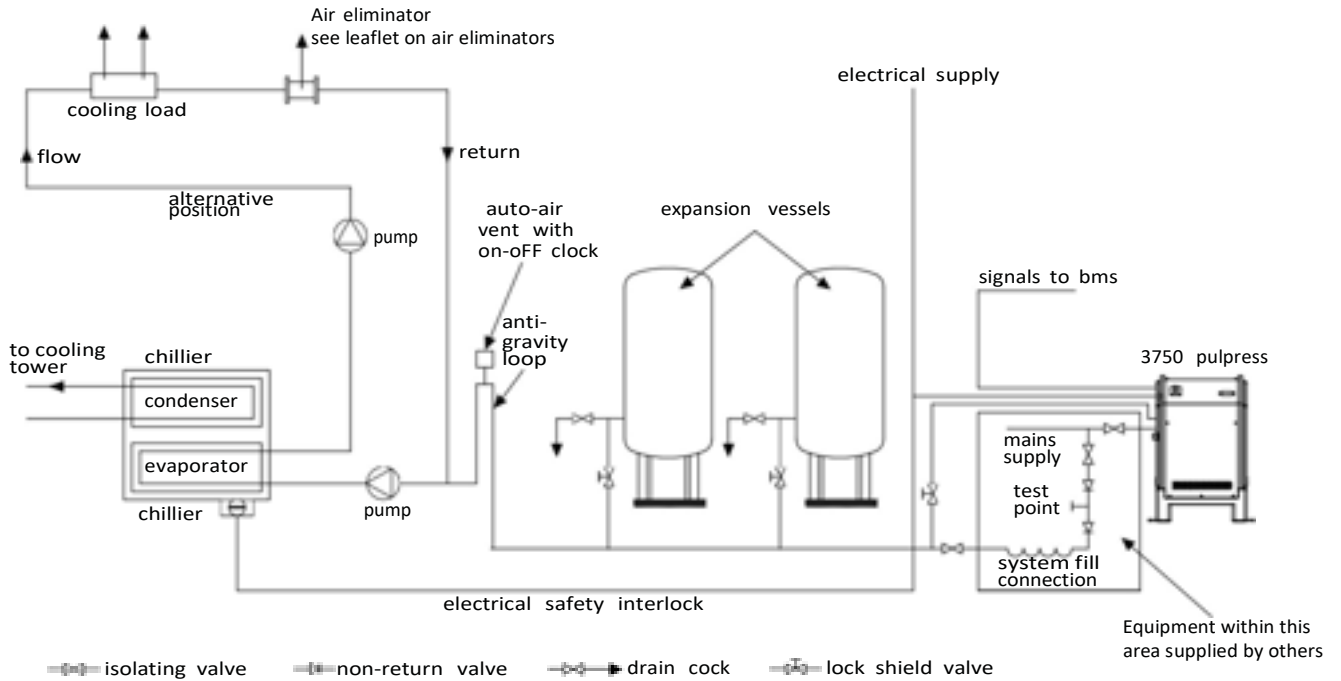 Air eliminator
see leaflet on air eliminators
electrical supply
cooling load
flow
return
alternative
position
auto-air
vent with
on-oFF clock
expansion vessels
pump
signals to bms
anti-
gravity
loop
to cooling
tower
chillier
3750 pulpress
condenser
mains
supply
evaporator
test
point
chillier
pump
system fill
connection
electrical safety interlock
Equipment within this
area supplied by others
isolating valve
non-return valve
drain cock
lock shield valve